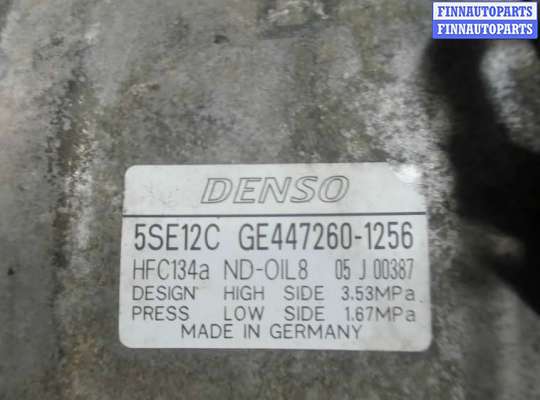 FINNAUTOPARTS
FINNAUTOPARTS
DENSO
5SE12C GE447260-1256
HFC134a ND-OIL8 05 J 00387
DESIGN HIGH SIDE 3.53MPa
PRESS LOW SIDE 1.67MPa
MADE IN GERMANY